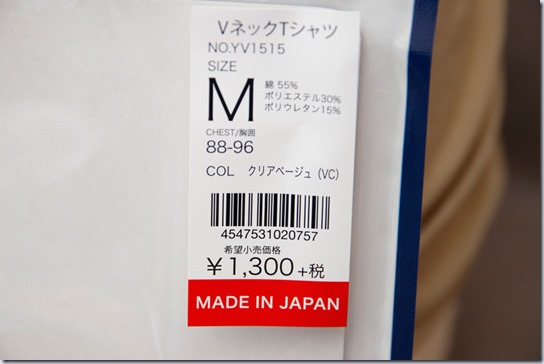 VネックTシャツ
NO.YV1515
SIZE
M
綿 55%
ポリエステル30%
ポリウレタン15%
CHEST/胸囲
88-96
COL クリアベージュ(VC)
4547531020757
希望小売価格
¥1,300+税
MADE IN JAPAN